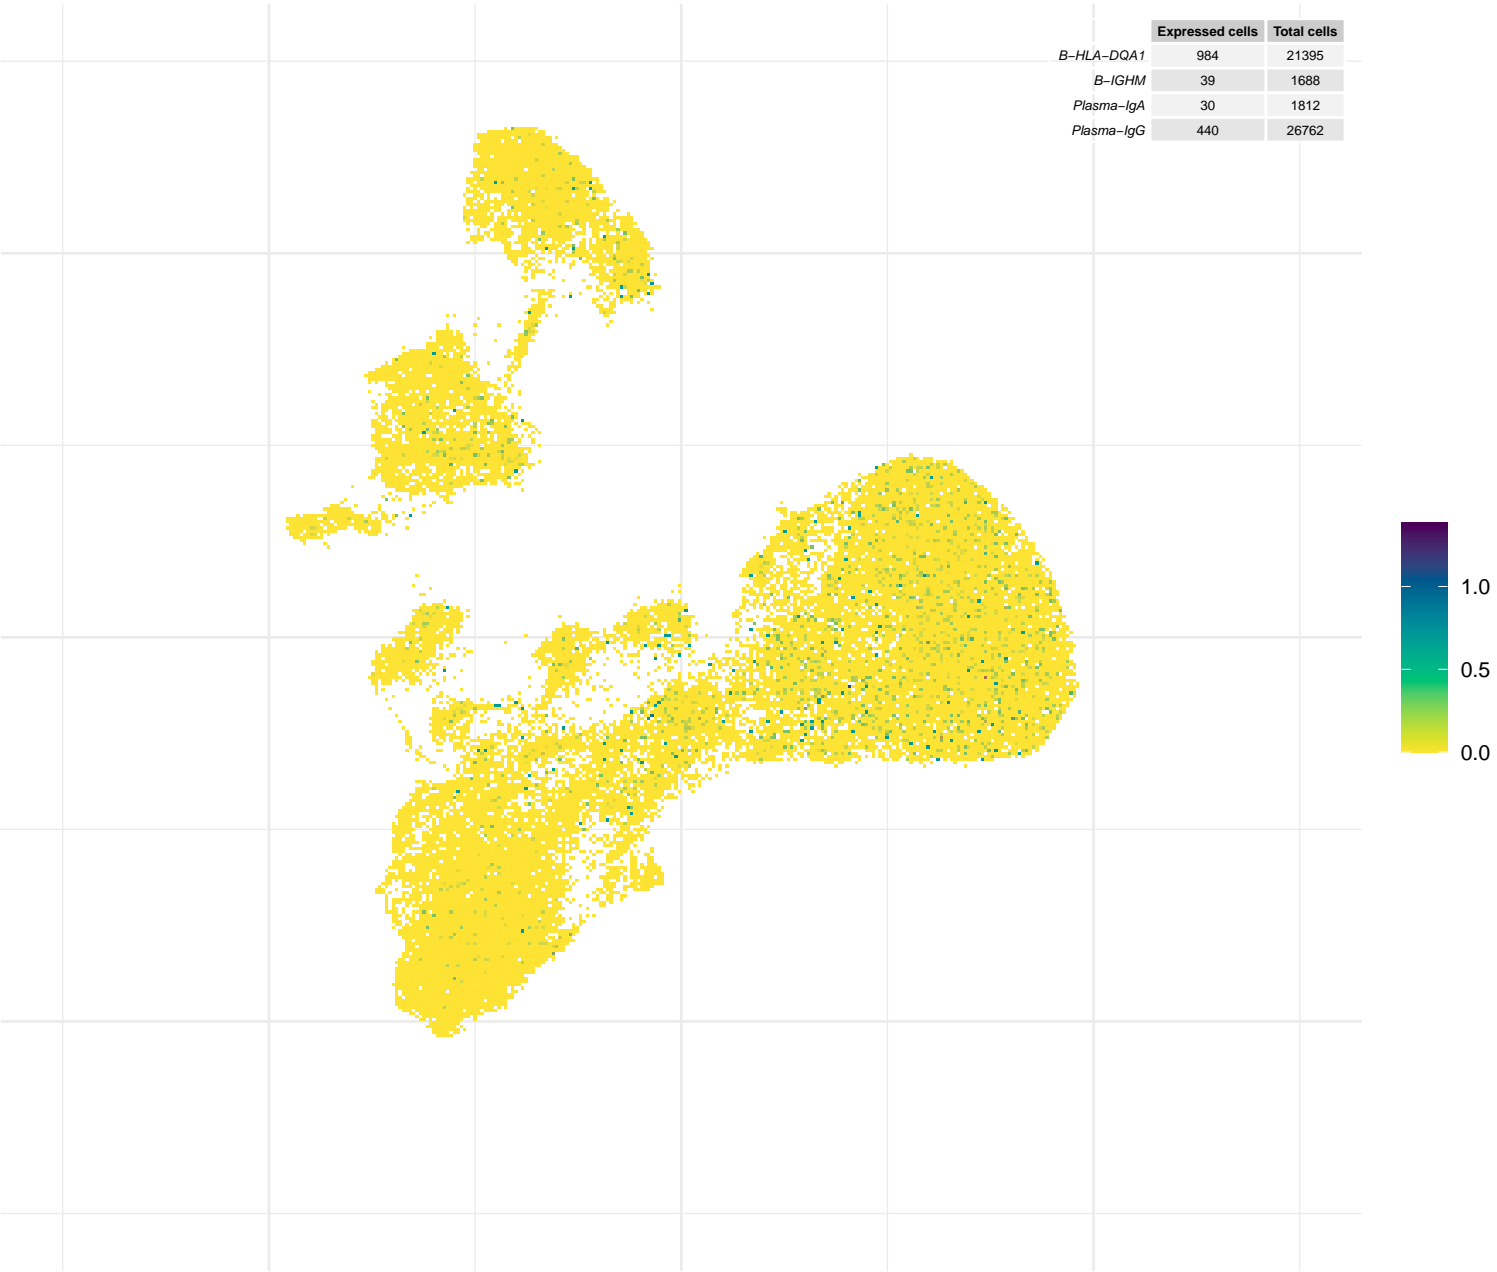 Expressed cells Total cells
B−HLA−DQA1 984 21395
B−IGHM 39 1688
Plasma−IgA 30 1812
Plasma−IgG 440 26762
1.0
0.5
0.0